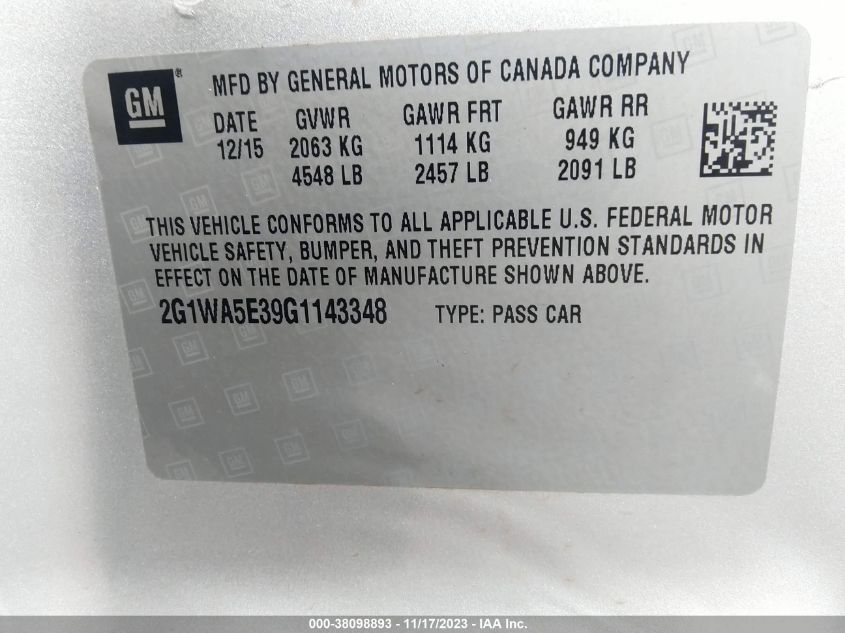 GM ® MFD BY GENERAL MOTORS OF CANADA COMPANY
DATE GVWR GAWR FRT GAWR RR
12/15 2063 KG 1114 KG 949 KG
4548 LB 2457 LB 2091 LB
THIS VEHICLE CONFORMS TO ALL APPLICABLE U.S. FEDERAL MOTOR
VEHICLE SAFETY, BUMPER, AND THEFT PREVENTION STANDARDS IN
EFFECT ON THE DATE OF MANUFACTURE SHOWN ABOVE.
2G1WA5E39G1143348 TYPE: PASS CAR
000-38098893 - 11/17/2023 - IAA Inc.